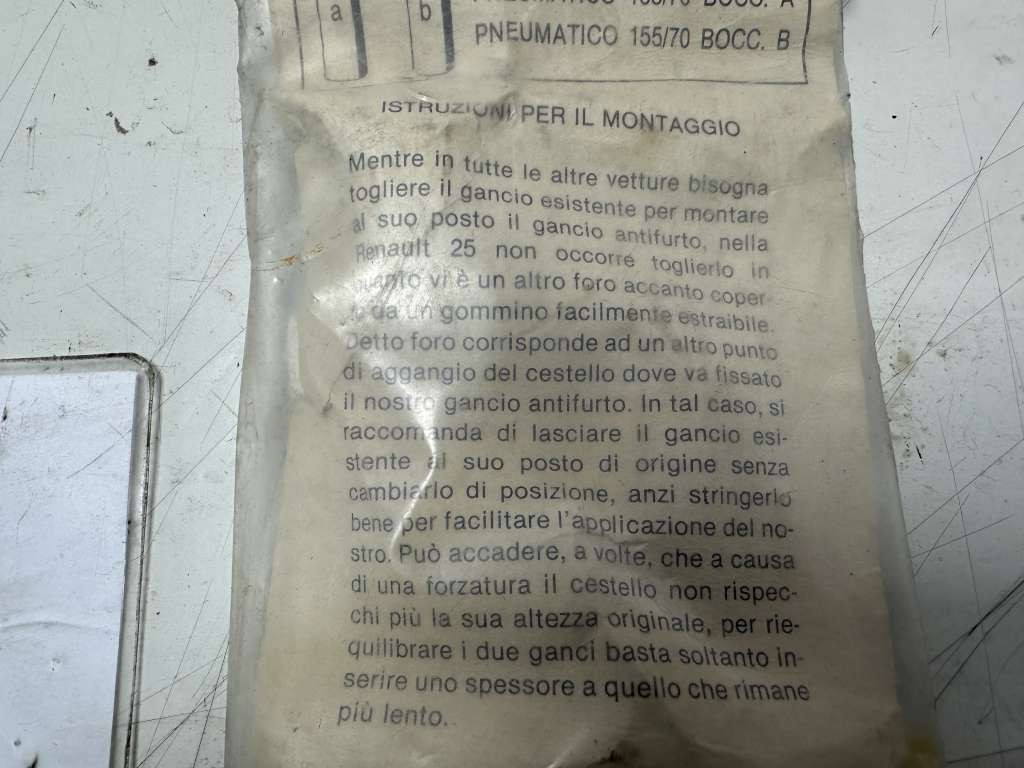 a b
PNEUMATICO 155/70 BOCC. B
ISTRUZIONI PER IL MONTAGGIO
Mentre in tutte le altre vetture bisogna
togliere il gancio esistente per montare
al suo posto il gancio antifurto, nella
Renault 25 non occorre toglierlo in
quanto vi è un altro foro accanto coper-
to da un gommino facilmente estraibile.
Detto foro corrisponde ad un altro punto
di aggangio del cestello dove va fissato
il nostro gancio antifurto. In tal caso, si
raccomanda di lasciare il gancio esi-
stente al suo posto di origine senza
cambiarlo di posizione, anzi stringerlo
bene per facilitare l'applicazione del no-
stro. Può accadere, a volte, che a causa
di una forzatura il cestello non rispec-
chi più la sua altezza originale, per rie-
quilibrare i due ganci basta soltanto in-
serire uno spessore a quello che rimane
più lento.